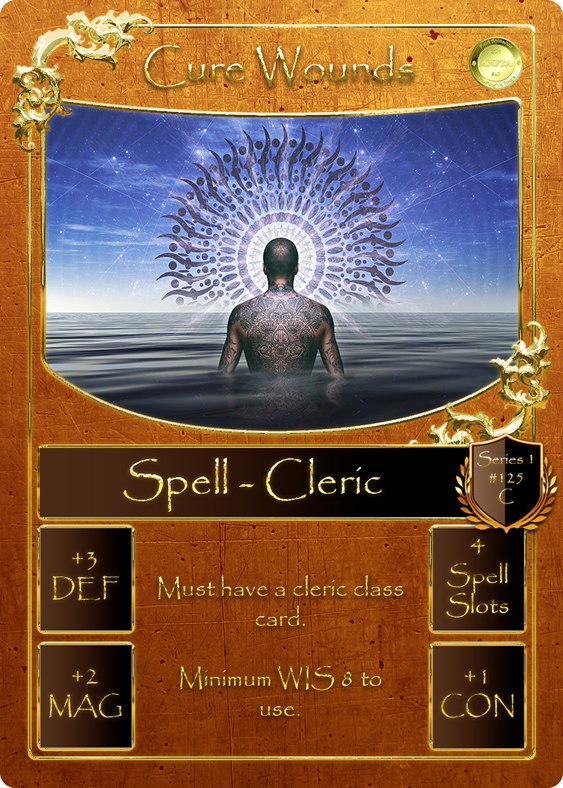 Cure Wounds
Spell - Cleric
Series 1
#125
C
+3
DEF
Must have a cleric class
card.
4
Spell
Slots
+2
MAG
Minimum WIS 8 to
use.
+1
CON